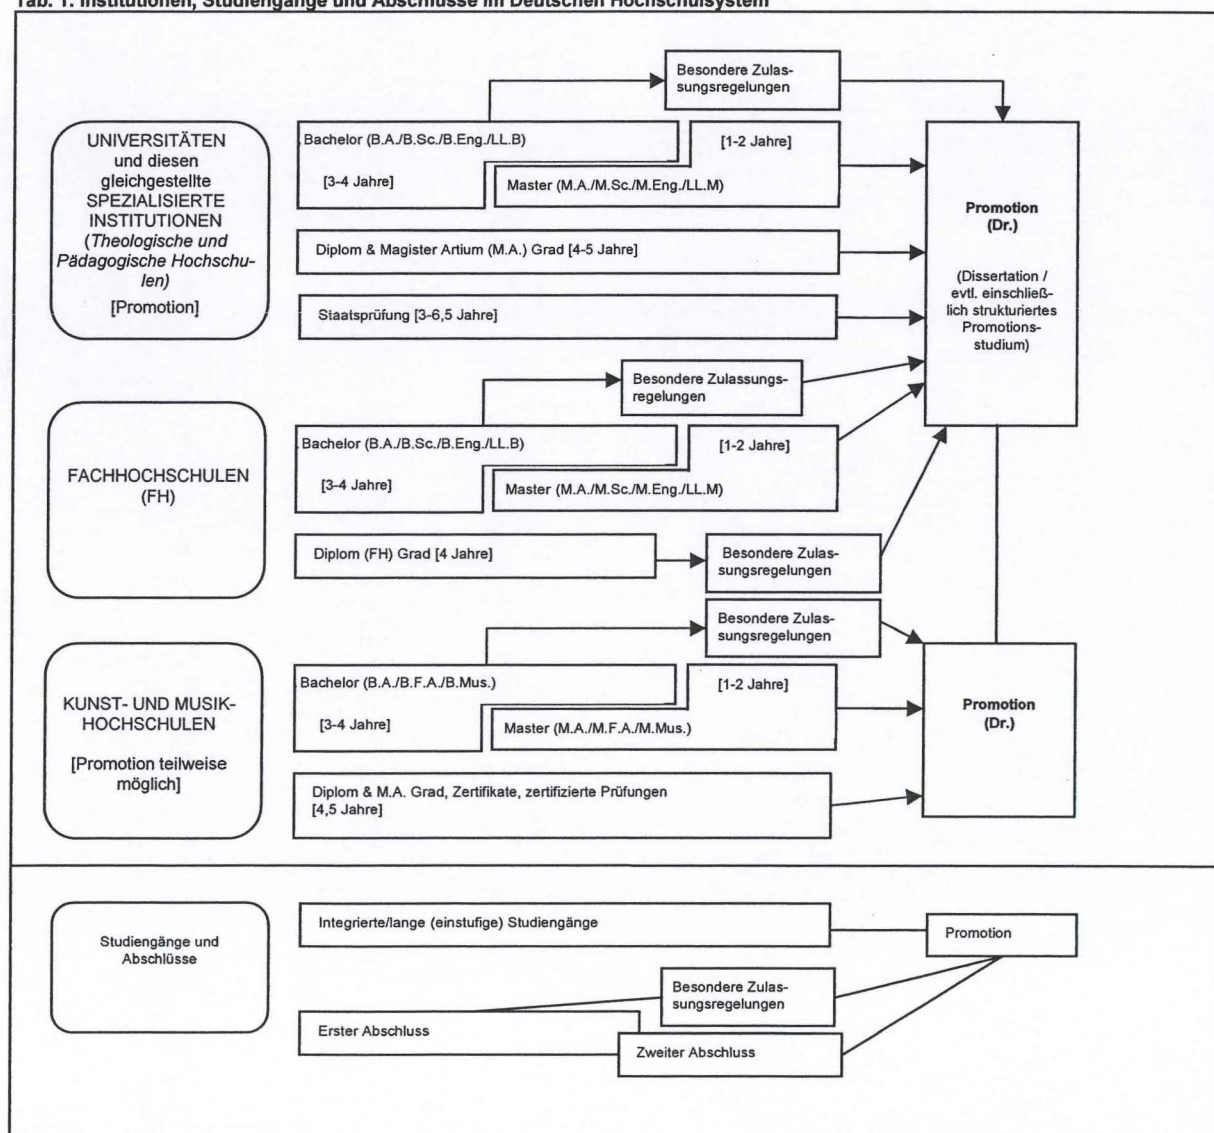 Tab. 1: Institutionen, Studiengänge und Abschlüsse im Deutschen Hochschulsystem
UNIVERSITÄTEN
und diesen
gleichgestellte
SPEZIALISIERTE
INSTITUTIONEN
(Theologische und
Pädagogische Hochschu-
len)
[Promotion]
Besondere Zulas-
sungsregelungen
Bachelor (B.A./B.Sc./B.Eng./LL.B)
[3-4 Jahre]
[1-2 Jahre]
Master (M.A./M.Sc./M.Eng./LL.M)
Diplom & Magister Artium (M.A.) Grad [4-5 Jahre]
Staatsprüfung [3-6,5 Jahre]
Promotion
(Dr.)
(Dissertation /
evtl. einschließ-
lich strukturiertes
Promotions-
studium)
FACHHOCHSCHULEN
(FH)
Besondere Zulassungs-
regelungen
Bachelor (B.A./B.Sc./B.Eng./LL.B)
[3-4 Jahre]
[1-2 Jahre]
Master (M.A./M.Sc./M.Eng./LL.M)
Diplom (FH) Grad [4 Jahre]
Besondere Zulas-
sungsregelungen
KUNST- UND MUSIK-
HOCHSCHULEN
[Promotion teilweise
möglich]
Besondere Zulas-
sungsregelungen
Bachelor (B.A./B.F.A./B.Mus.)
[3-4 Jahre]
[1-2 Jahre]
Master (M.A./M.F.A./M.Mus.)
Diplom & M.A. Grad, Zertifikate, zertifizierte Prüfungen
[4,5 Jahre]
Promotion
(Dr.)
Studiengänge und
Abschlüsse
Integrierte/lange (einstufige) Studiengänge
Promotion
Besondere Zulas-
sungsregelungen
Erster Abschluss
Zweiter Abschluss